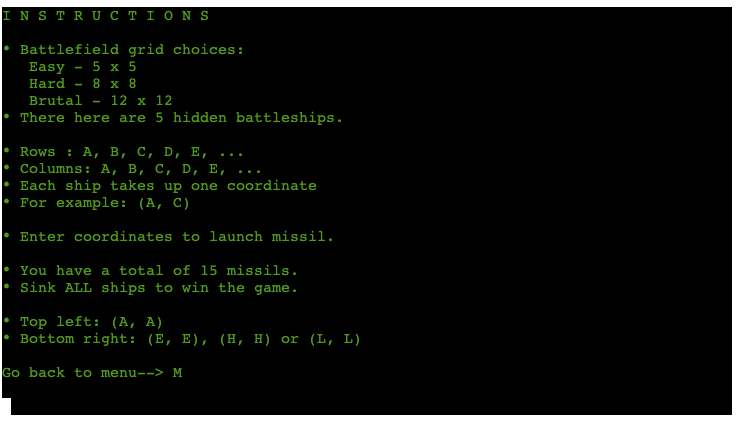 I N S T R U C T I O N S
• Battlefield grid choices:
Easy - 5 x 5
Hard - 8 x 8
Brutal - 12 x 12
• There here are 5 hidden battleships.
• Rows : A, B, C, D, E, ...
• Columns: A, B, C, D, E, ...
• Each ship takes up one coordinate
• For example: (A, C)
• Enter coordinates to launch missil.
• You have a total of 15 missils.
• Sink ALL ships to win the game.
• Top left: (A, A)
• Bottom right: (E, E), (H, H) or (L, L)
Go back to menu--> M